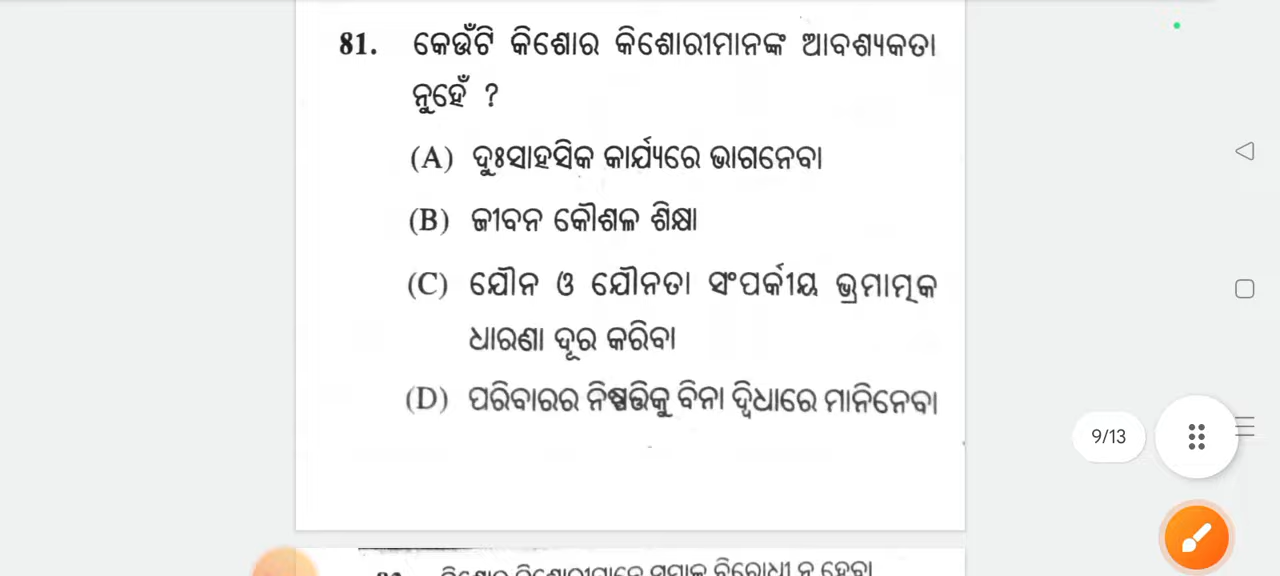 81. କେଉଁଟି କିଶୋର କିଶୋରୀମାନଙ୍କ ଆବଶ୍ୟକତା
ନୁହେଁ ?
(A) ଦୁଃସାହସିକ କାର୍ଯ୍ୟରେ ଭାଗନେବା
(B) ଜୀବନ କୌଶଳ ଶିକ୍ଷା
(C) ଯୌନ ଓ ଯୌନତା ସଂପର୍କୀୟ ଭ୍ରମାତ୍ମକ
ଧାରଣା ଦୂର କରିବା
(D) ପରିବାରର ନିଷ୍ପତ୍ତିକୁ ବିନା ଦ୍ୱିଧାରେ ମାନିନେବା
9/13